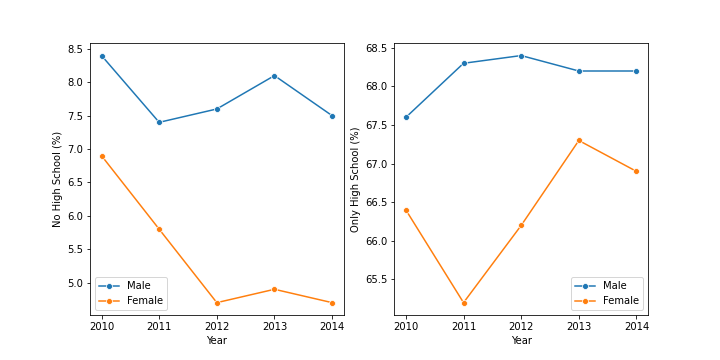 8.5
8.0
7.5
7.0
6.5
6.0
5.5
5.0
No High School (%)
Male
Female
2010 2011 2012 2013 2014
Year
68.5
68.0
67.5
67.0
66.5
66.0
65.5
Only High School (%)
Male
Female
2010 2011 2012 2013 2014
Year